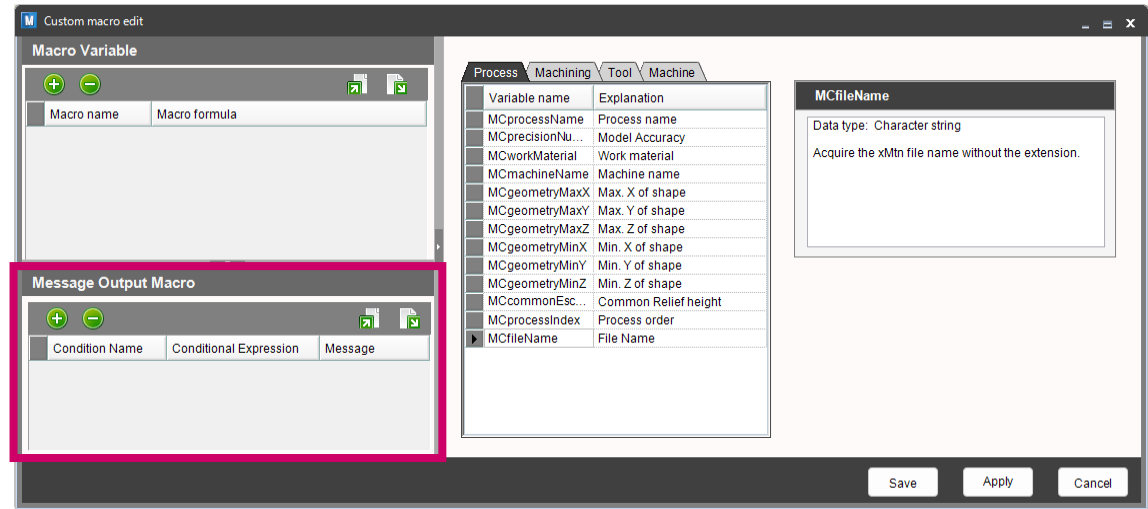 M Custom macro edit
Macro Variable
Macro name Macro formula
Message Output Macro
Condition Name Conditional Expression Message
Process Machining Tool Machine
Variable name Explanation
MCprocessName Process name
MCprecisionNu... Model Accuracy
MCworkMaterial Work material
MCmachineName Machine name
MCgeometryMaxX Max. X of shape
MCgeometryMaxY Max. Y of shape
MCgeometryMaxZ Max. Z of shape
MCgeometryMinX Min. X of shape
MCgeometryMinY Min. Y of shape
MCgeometryMinZ Min. Z of shape
MCcommonEsc... Common Relief height
MCprocessIndex Process order
MCfileName File Name
MCfileName
Data type: Character string
Acquire the xMtn file name without the extension.
Save Apply Cancel